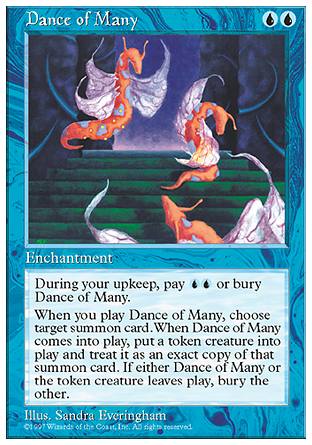 Dance of Many
Enchantment
During your upkeep, pay or bury
Dance of Many.
When you play Dance of Many, choose
target summon card. When Dance of Many
comes into play, put a token creature into
play and treat it as an exact copy of that
summon card. If either Dance of Many or
the token creature leaves play, bury the
other.
Illus. Sandra Everingham
©1997 Wizards of the Coast, Inc. All rights reserved.